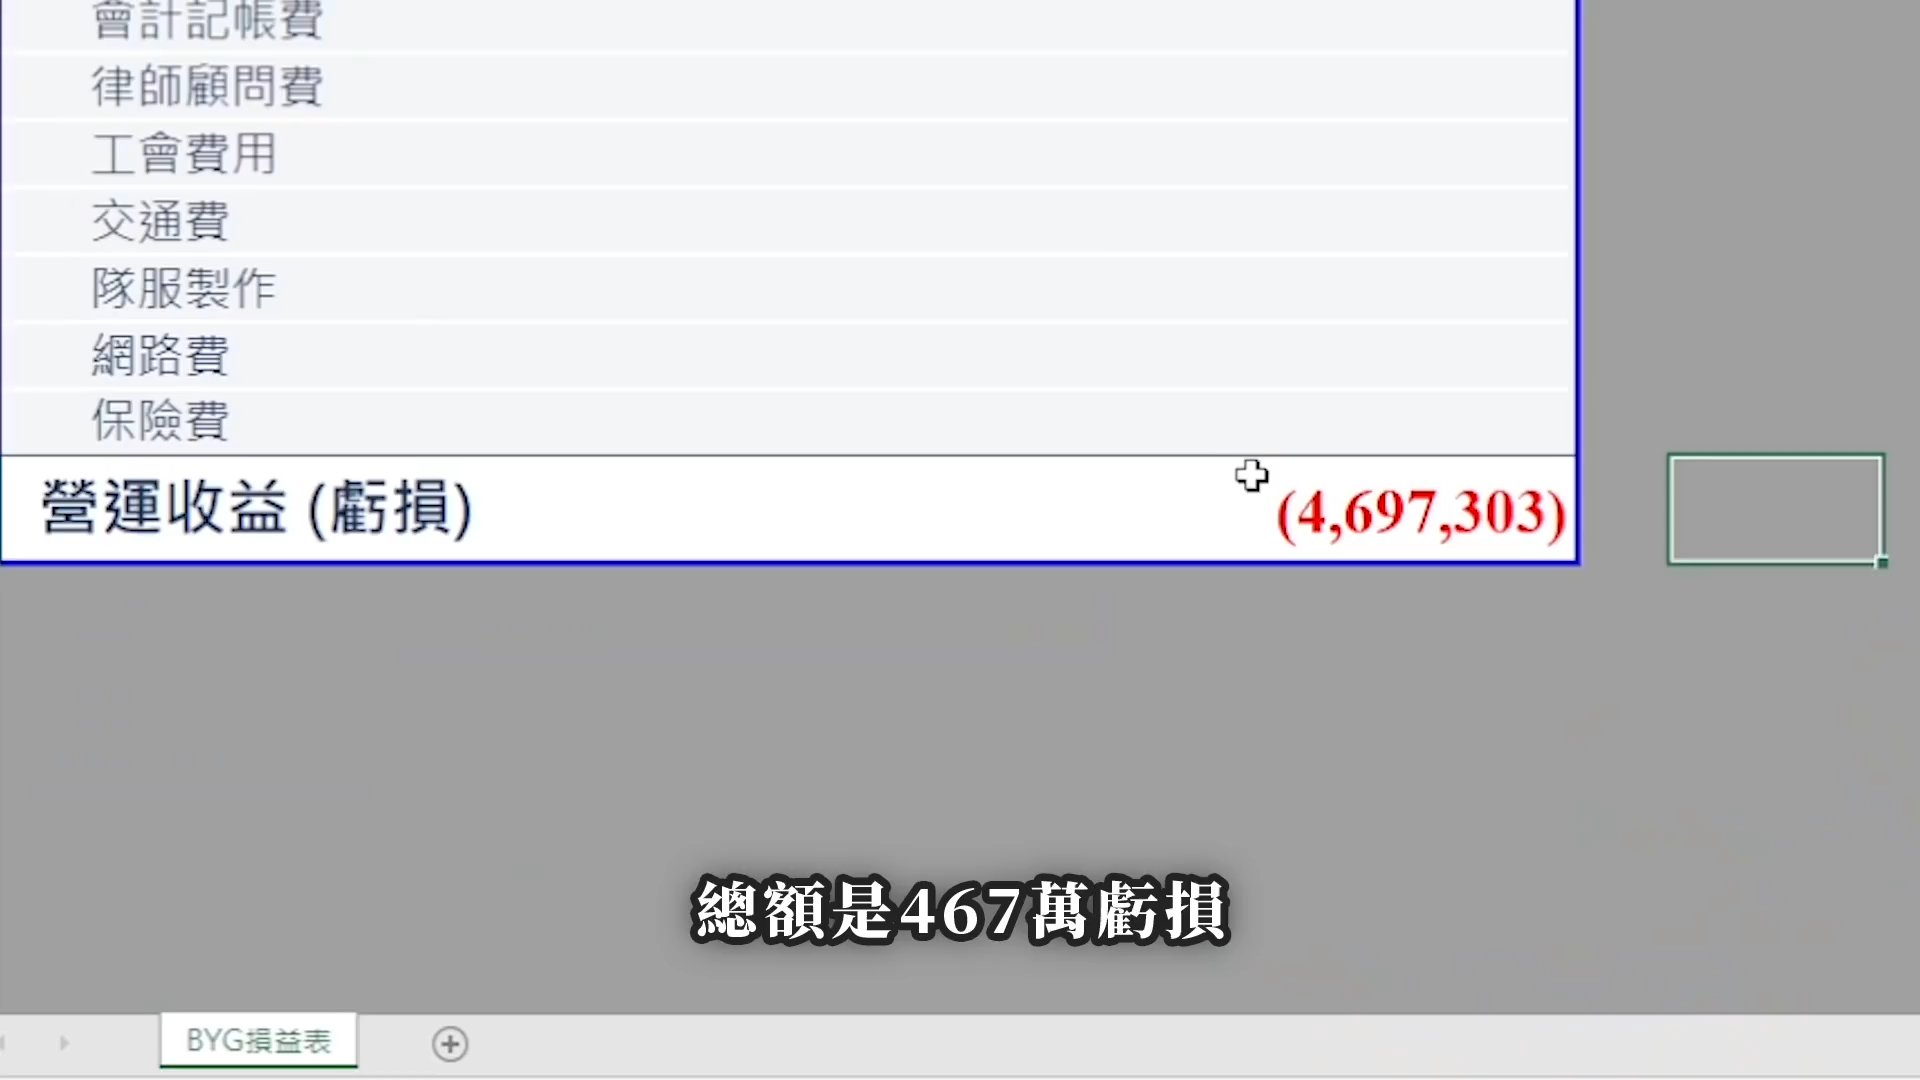 會計記帳費
律師顧問費
工會費用
交通費
隊服製作
網路費
保險費
營運收益 (虧損)
(4,697,303)
總額是467萬虧損
BYG損益表